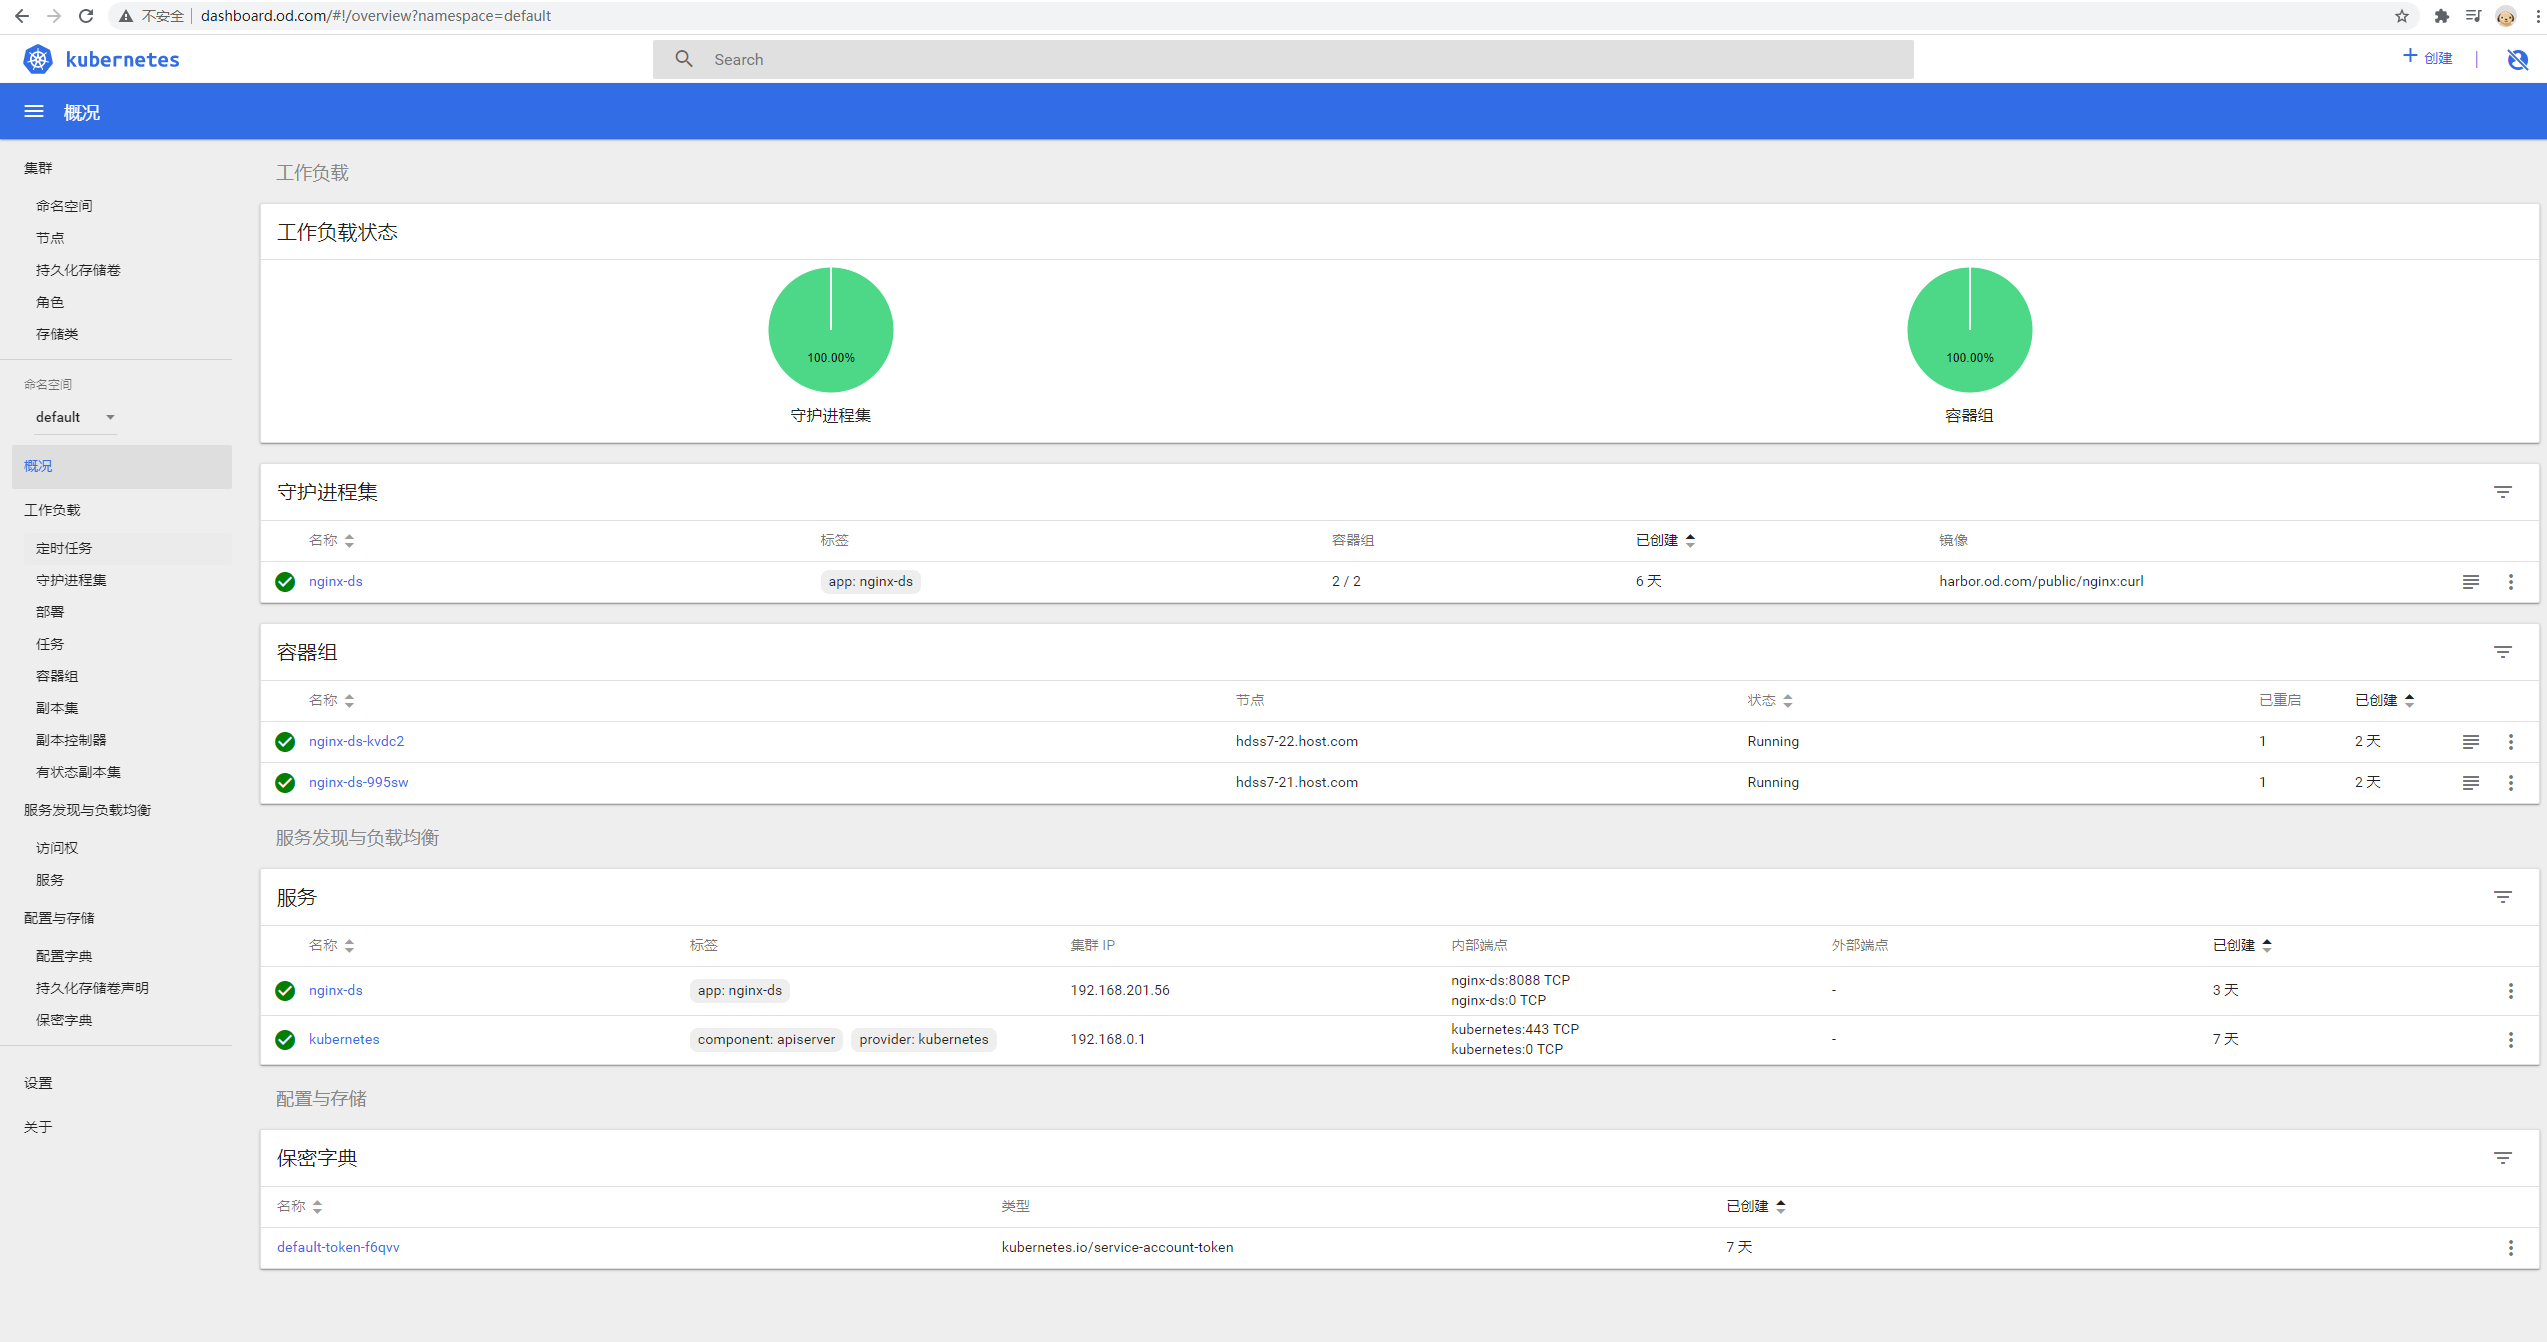 不安全 dashboard.od.com/#!/overview?namespace=default
kubernetes
Search
创建
概况
集群
命名空间
节点
持久化存储卷
角色
存储类
命名空间
default
概况
工作负载
定时任务
守护进程集
部署
任务
容器组
副本集
副本控制器
有状态副本集
服务发现与负载均衡
访问权
服务
配置与存储
配置字典
持久化存储卷声明
保密字典
设置
关于
工作负载
工作负载状态
100.00% 100.00%
守护进程集 容器组
守护进程集
名称 标签 容器组 已创建 镜像
nginx-ds app: nginx-ds 2 / 2 6 天 harbor.od.com/public/nginx:curl
容器组
名称 节点 状态 已重启 已创建
nginx-ds-kvdc2 hdss7-22.host.com Running 1 2 天
nginx-ds-995sw hdss7-21.host.com Running 1 2 天
服务发现与负载均衡
服务
名称 标签 集群 IP 内部端点 外部端点 已创建
nginx-ds app: nginx-ds 192.168.201.56 nginx-ds:8088 TCP - 3 天
nginx-ds:0 TCP
kubernetes component: apiserver provider: kubernetes 192.168.0.1 kubernetes:443 TCP - 7 天
kubernetes:0 TCP
配置与存储
保密字典
名称 类型 已创建
default-token-f6qvv kubernetes.io/service-account-token 7 天